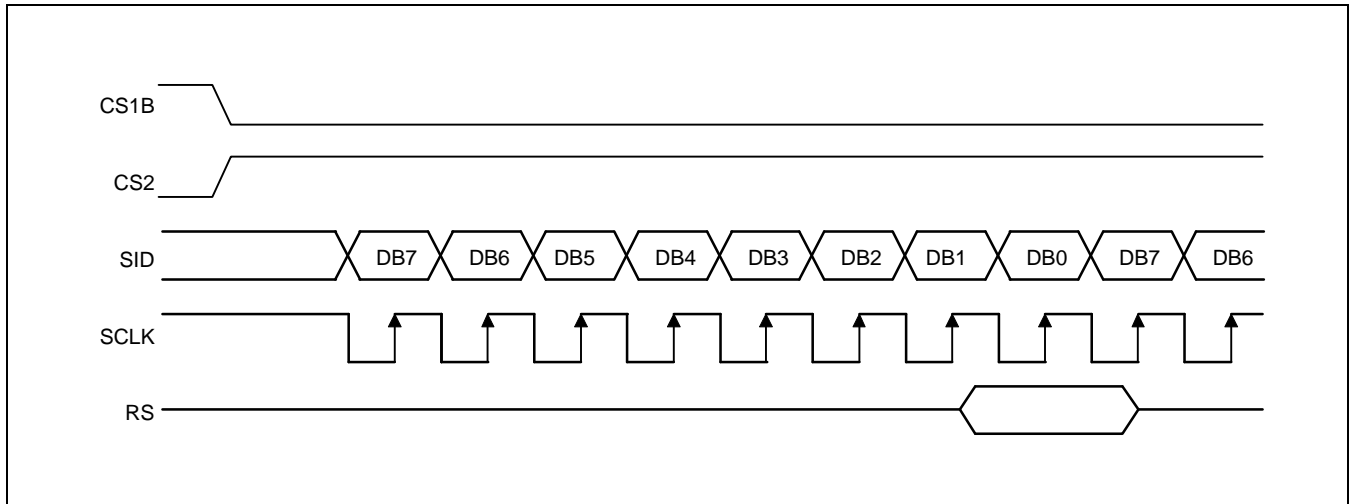 CS1B
CS2
SID DB7 DB6 DB5 DB4 DB3 DB2 DB1 DB0 DB7 DB6
SCLK
RS